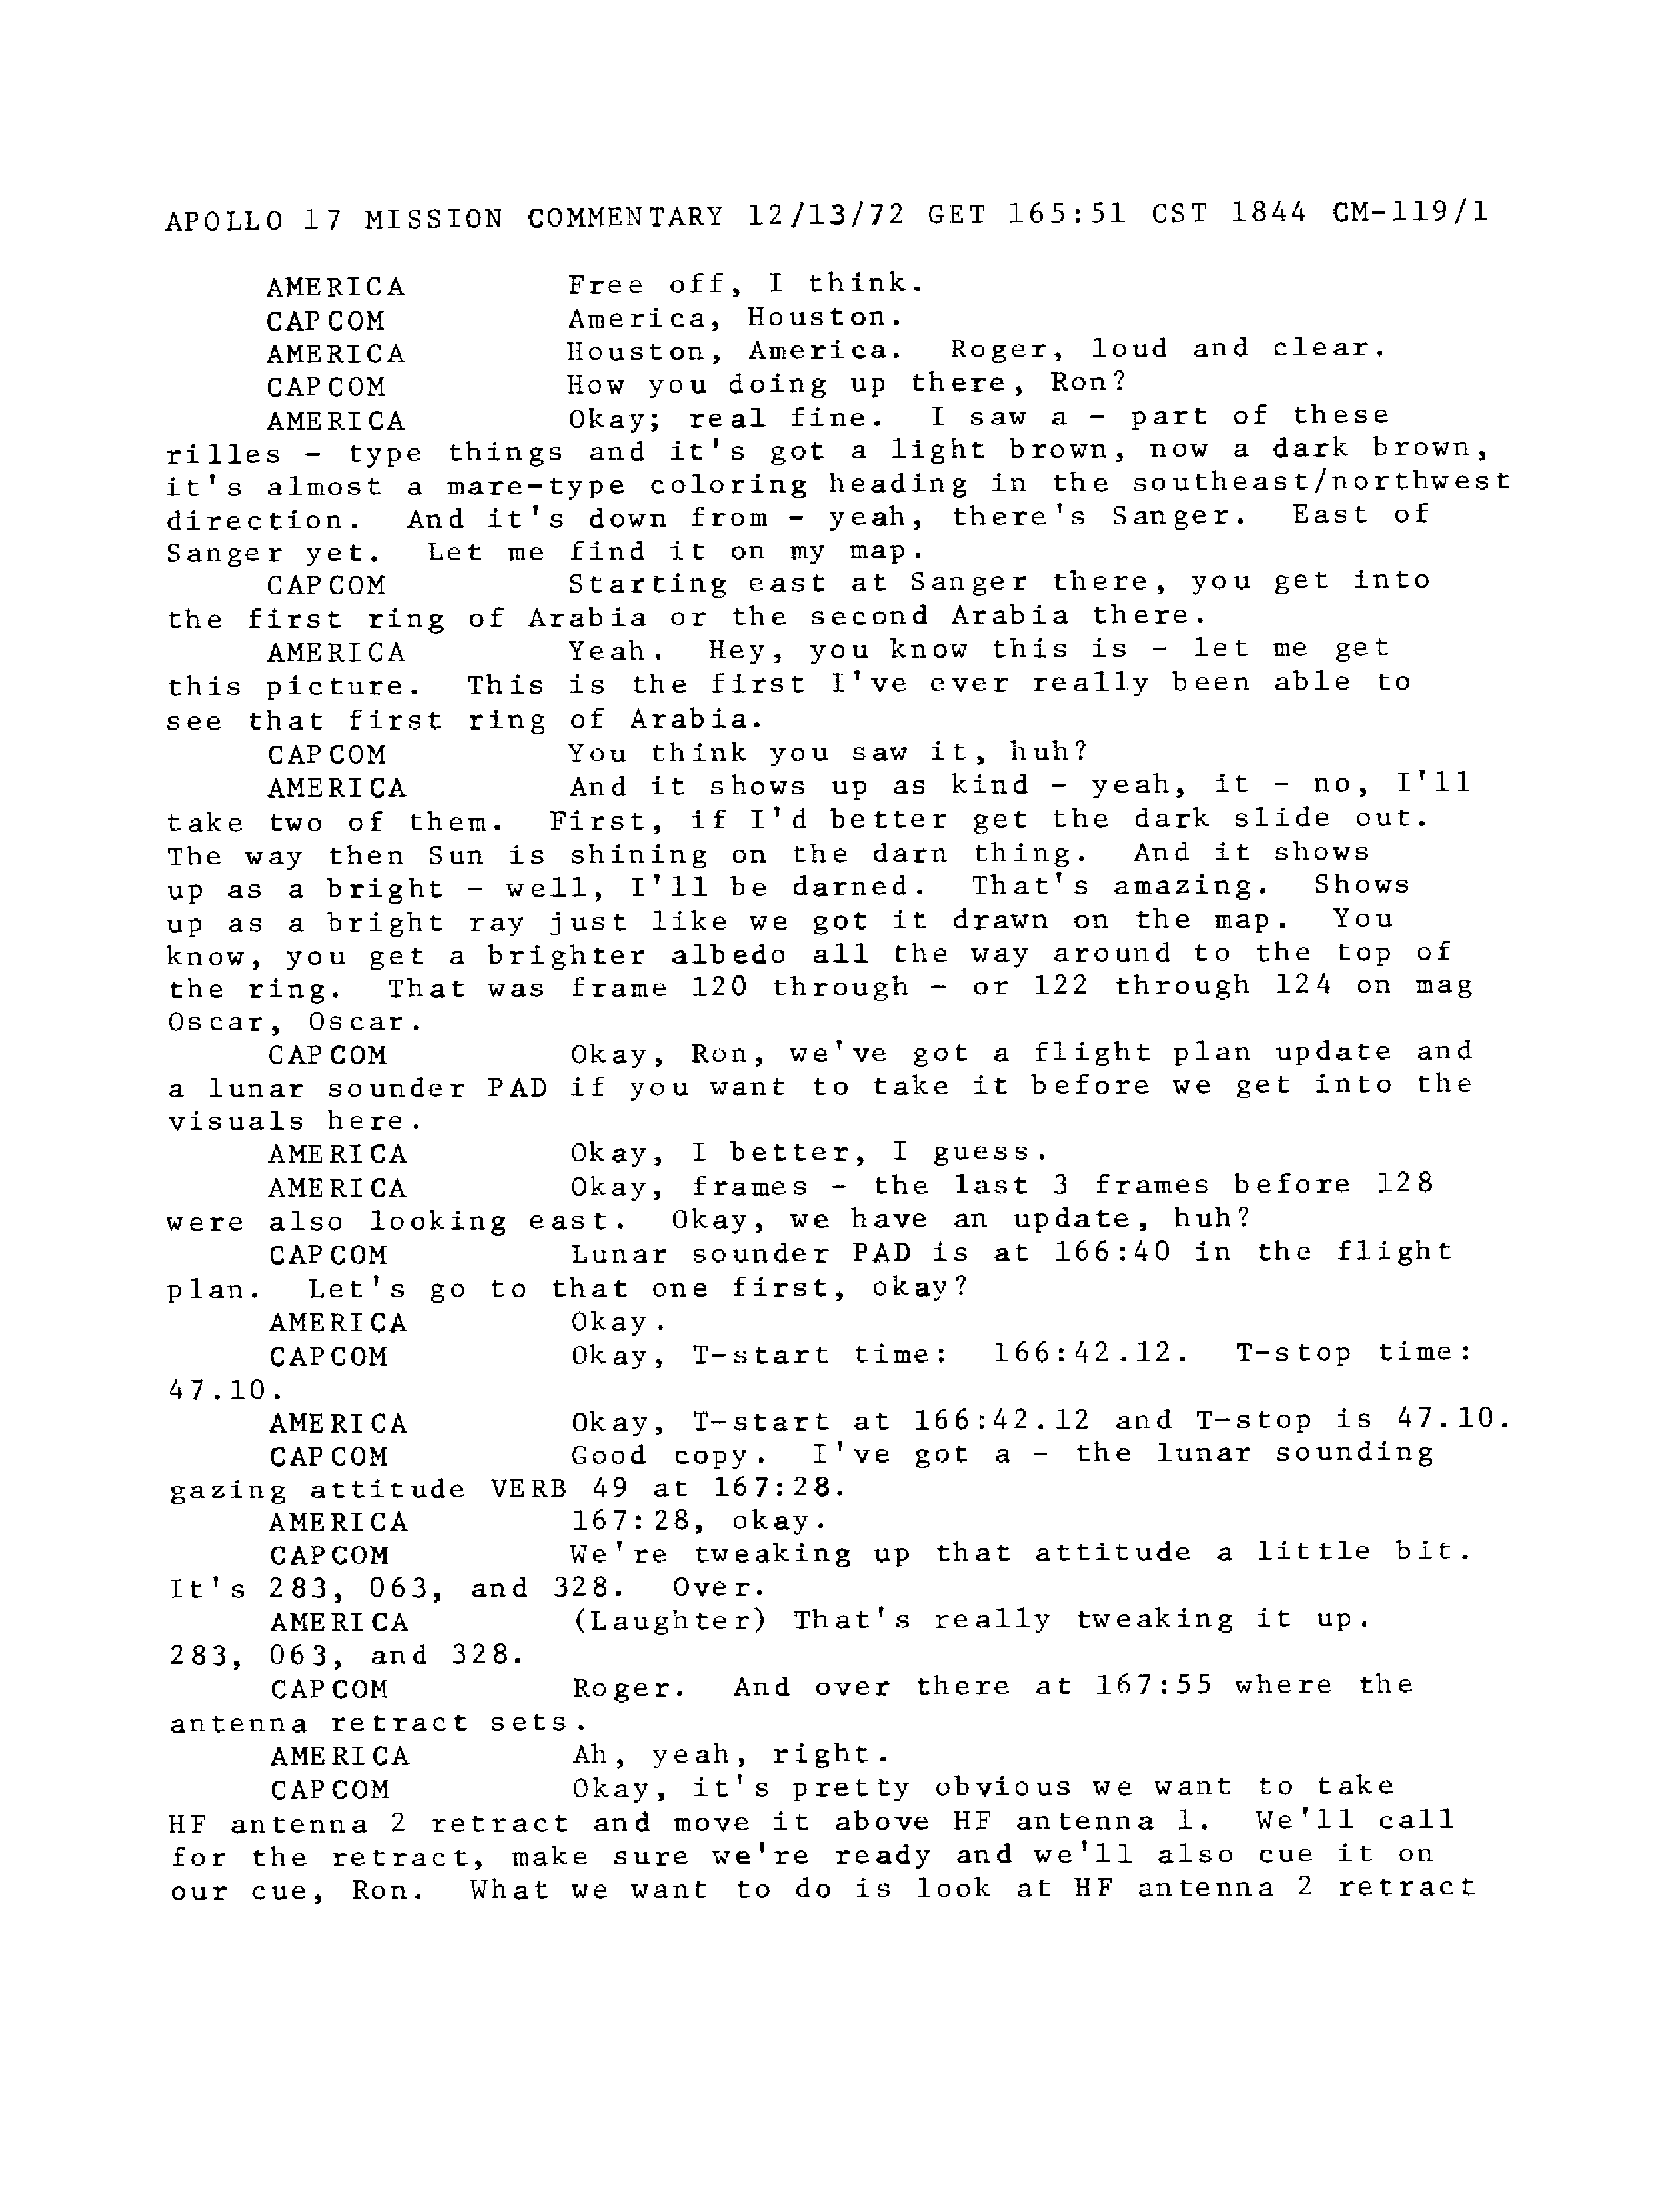 APOLLO 17 MISSION COMMENTARY 12/13/72 GET 165:51 CST 1844 CM-119/1
AMERICA Free off, I think.
CAPCOM America, Houston.
AMERICA Houston, America. Roger, loud and clear.
CAPCOM How you doing up there, Ron?
AMERICA Okay; real fine. I saw a - part of these
rilles - type things and it's got a light brown, now a dark brown,
it's almost a mare-type coloring heading in the southeast/northwest
direction. And it's down from - yeah, there's Sanger. East of
Sanger yet. Let me find it on my map.
CAPCOM Starting east at Sanger there, you get into
the first ring of Arabia or the second Arabia there.
AMERICA Yeah. Hey, you know this is - let me get
this picture. This is the first I've ever really been able to
see that first ring of Arabia.
CAPCOM You think you saw it, huh?
AMERICA And it shows up as kind - yeah, it - no, I'll
take two of them. First, if I'd better get the dark slide out.
The way then Sun is shining on the darn thing. And it shows
up as a bright - well, I'll be darned. That's amazing. Shows
up as a bright ray just like we got it drawn on the map. You
know, you get a brighter albedo all the way around to the top of
the ring. That was frame 120 through - or 122 through 124 on mag
Oscar, Oscar.
CAPCOM Okay, Ron, we've got a flight plan update and
a lunar sounder PAD if you want to take it before we get into the
visuals here.
AMERICA Okay, I better, I guess.
AMERICA Okay, frames - the last 3 frames before 128
were also looking east. Okay, we have an update, huh?
CAPCOM Lunar sounder PAD is at 166:40 in the flight
plan. Let's go to that one first, okay?
AMERICA Okay.
CAPCOM Okay, T-start time: 166:42.12. T-stop time:
47.10.
AMERICA Okay, T-start at 166:42.12 and T-stop is 47.10.
CAPCOM Good copy. I've got a - the lunar sounding
gazing attitude VERB 49 at 167:28.
AMERICA 167:28, okay.
CAPCOM We're tweaking up that attitude a little bit.
It's 283, 063, and 328. Over.
AMERICA (Laughter) That's really tweaking it up.
283, 063, and 328.
CAPCOM Roger. And over there at 167:55 where the
antenna retract sets.
AMERICA Ah, yeah, right.
CAPCOM Okay, it's pretty obvious we want to take
HF antenna 2 retract and move it above HF antenna 1. We'll call
for the retract, make sure we're ready and we'll also cue it on
our cue, Ron. What we want to do is look at HF antenna 2 retract